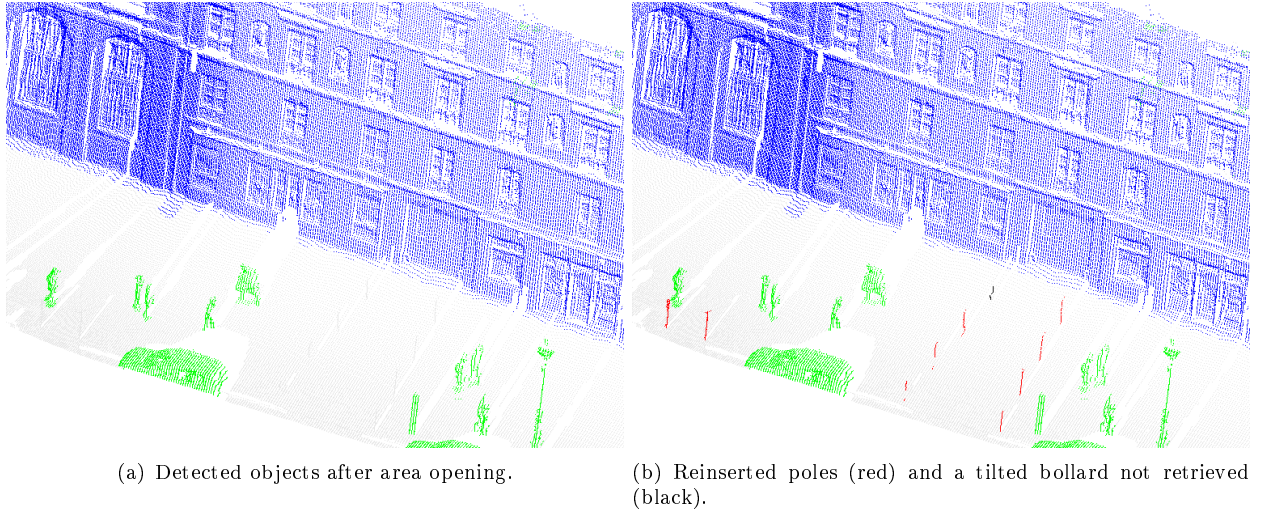 (a) Detected objects after area opening.
(b) Reinserted poles (red) and a tilted bollard not retrieved
(black).